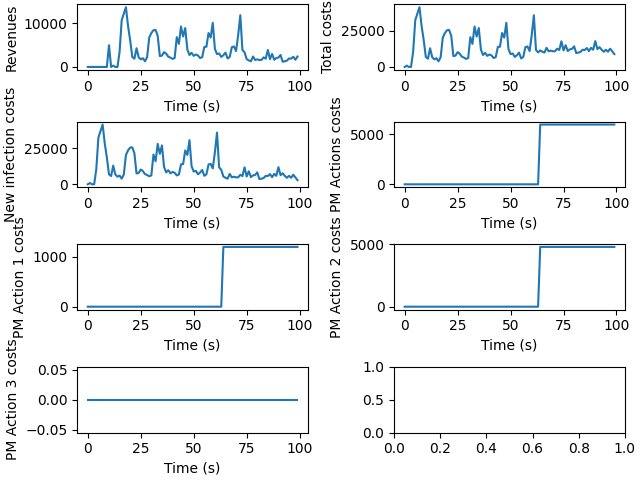 Revenues
10000
0
0 25 50 75 100
Time (s)
Total costs
25000
0
0 25 50 75 100
Time (s)
New infection costs
25000
0
0 25 50 75 100
Time (s)
PM Actions costs
5000
0
0 25 50 75 100
Time (s)
PM Action 1 costs
1000
0
0 25 50 75 100
Time (s)
PM Action 2 costs
5000
0
0 25 50 75 100
Time (s)
PM Action 3 costs
0.05
0.00
−0.05
0 25 50 75 100
Time (s)
1.0
0.5
0.0
0.0 0.2 0.4 0.6 0.8 1.0